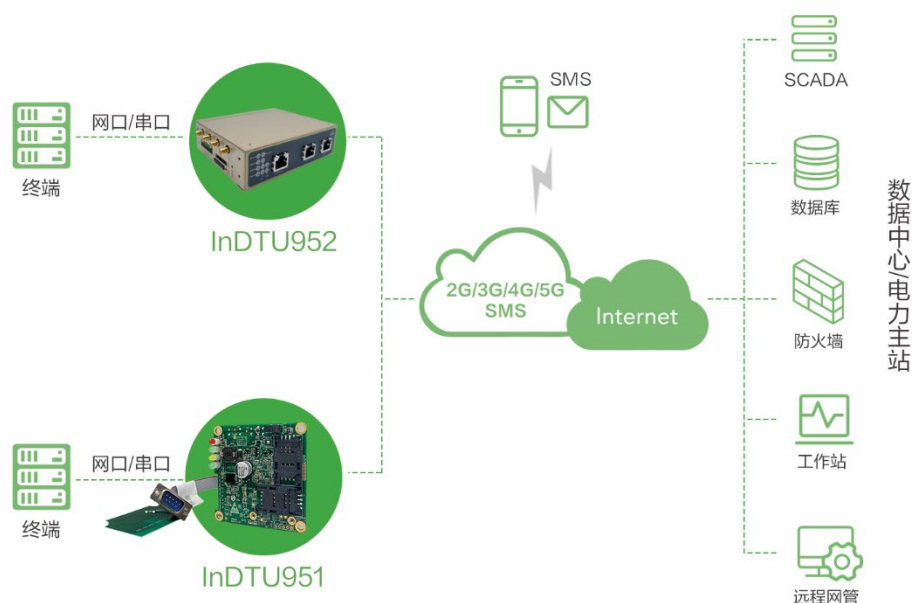 终端
网口/串口
InDTU952
终端
网口/串口
InDTU951
SMS
2G/3G/4G/5G
SMS
Internet
SCADA
数据库
防火墙
工作站
远程网管
数据中心/电力主站